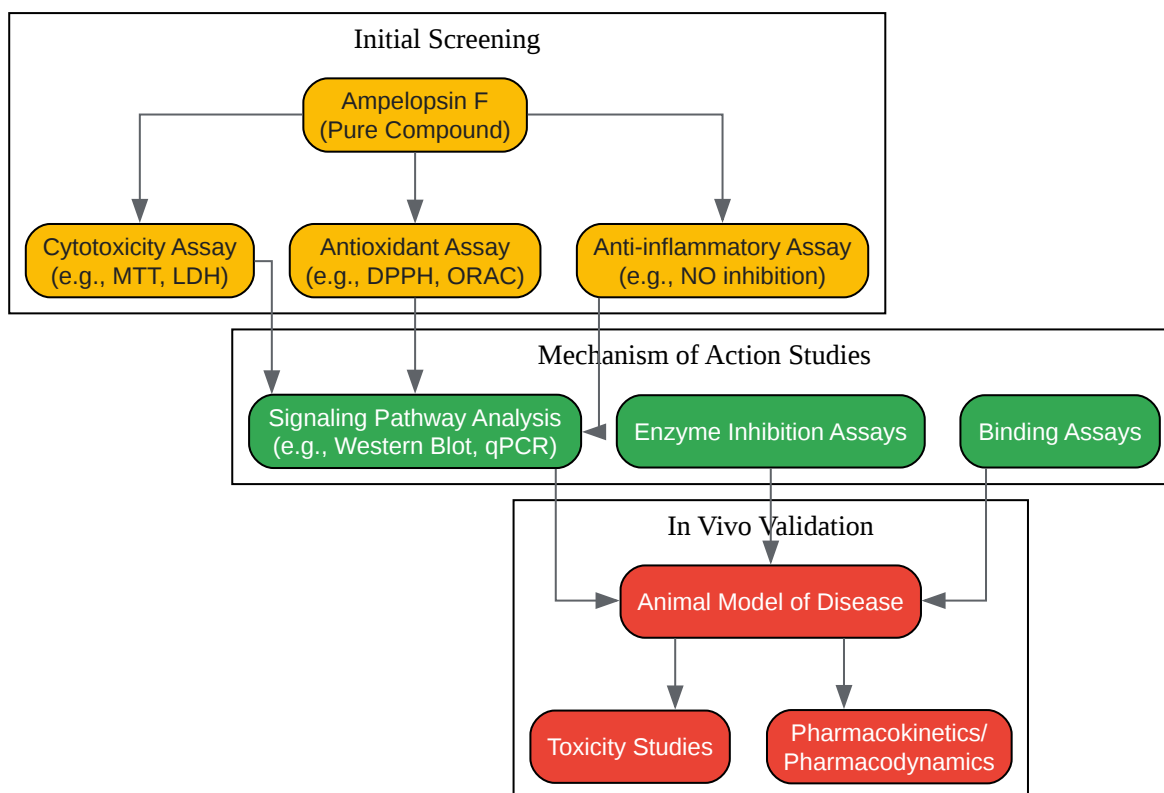 Initial Screening
Ampelopsin F
(Pure Compound)
Cytotoxicity Assay
(e.g., MTT, LDH)
Antioxidant Assay
(e.g., DPPH, ORAC)
Anti-inflammatory Assay
(e.g., NO inhibition)
Mechanism of Action Studies
Signaling Pathway Analysis
(e.g., Western Blot, qPCR)
Enzyme Inhibition Assays
Binding Assays
In Vivo Validation
Animal Model of Disease
Toxicity Studies
Pharmacokinetics/
Pharmacodynamics